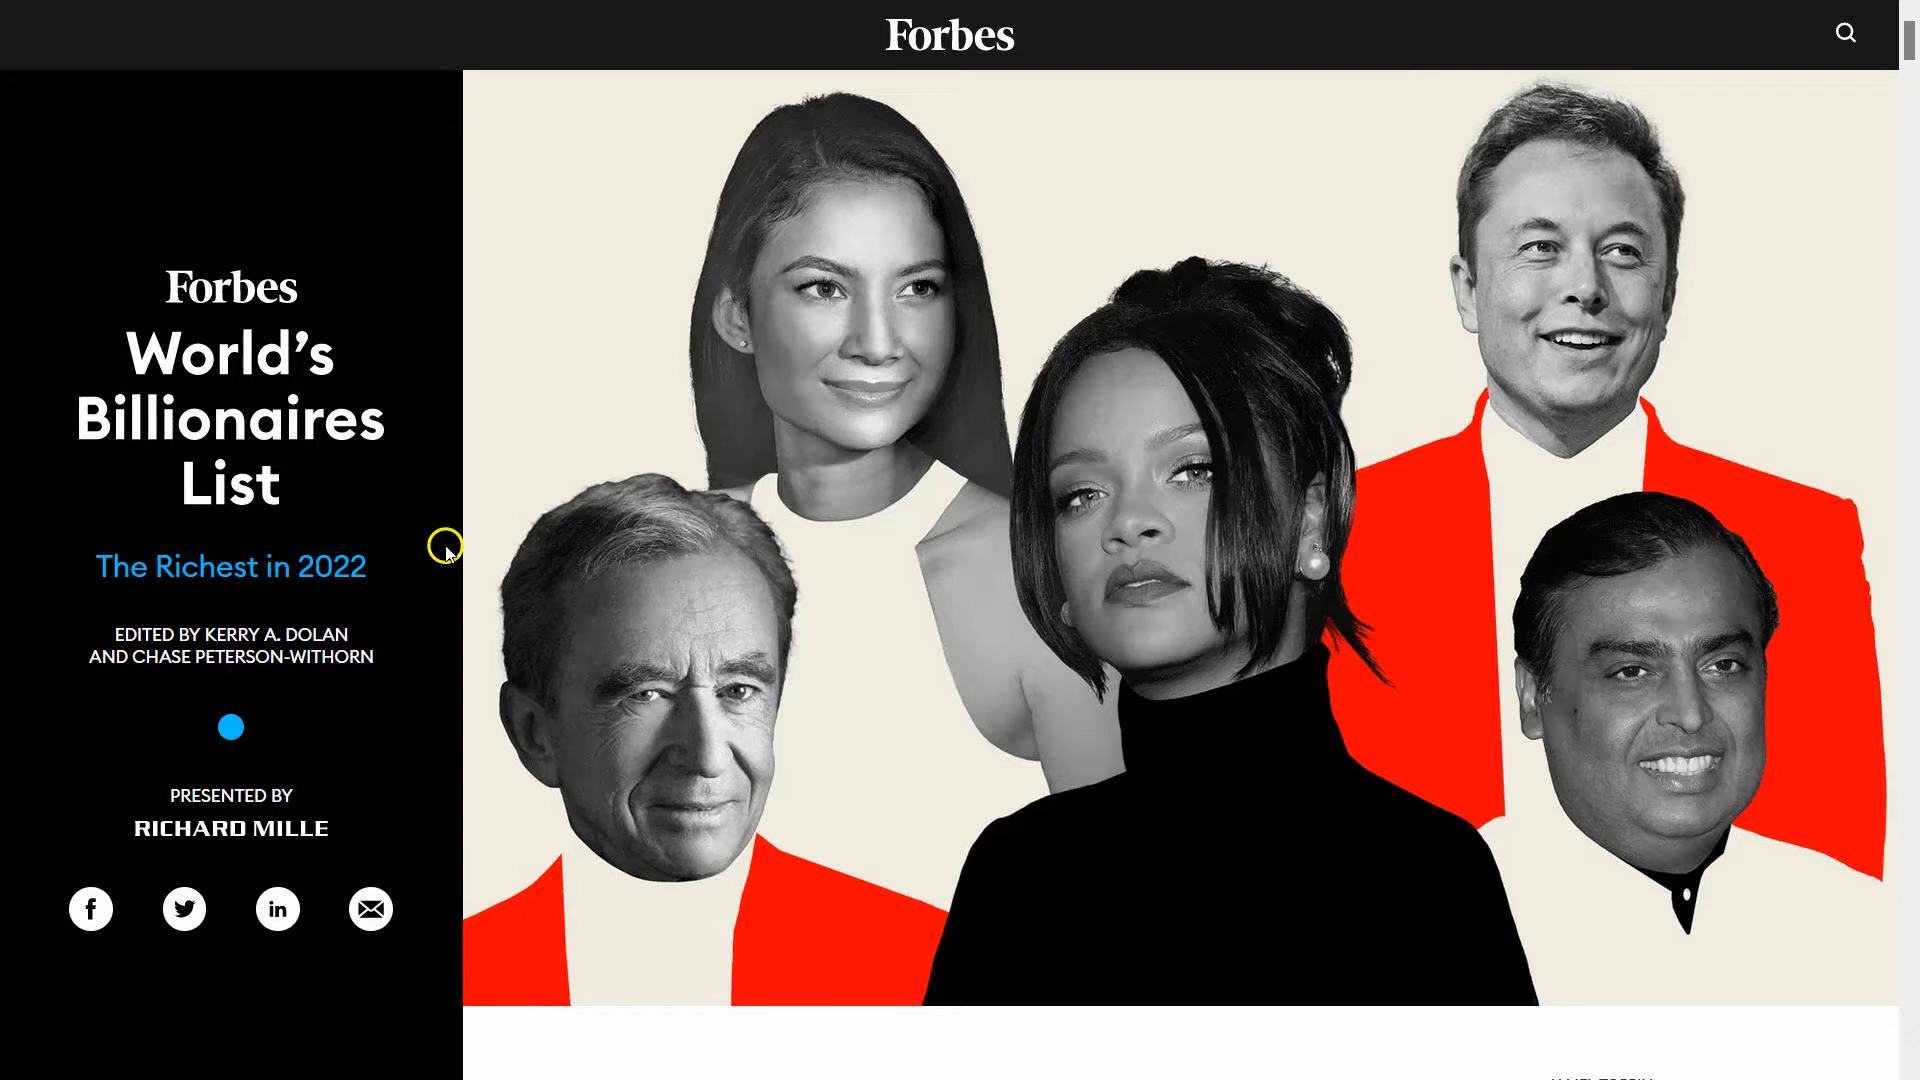 Forbes
Forbes
World's
Billionaires
List
The Richest in 2022
EDITED BY KERRY A. DOLAN
AND CHASE PETERSON-WITHORN
PRESENTED BY
RICHARD MILLE